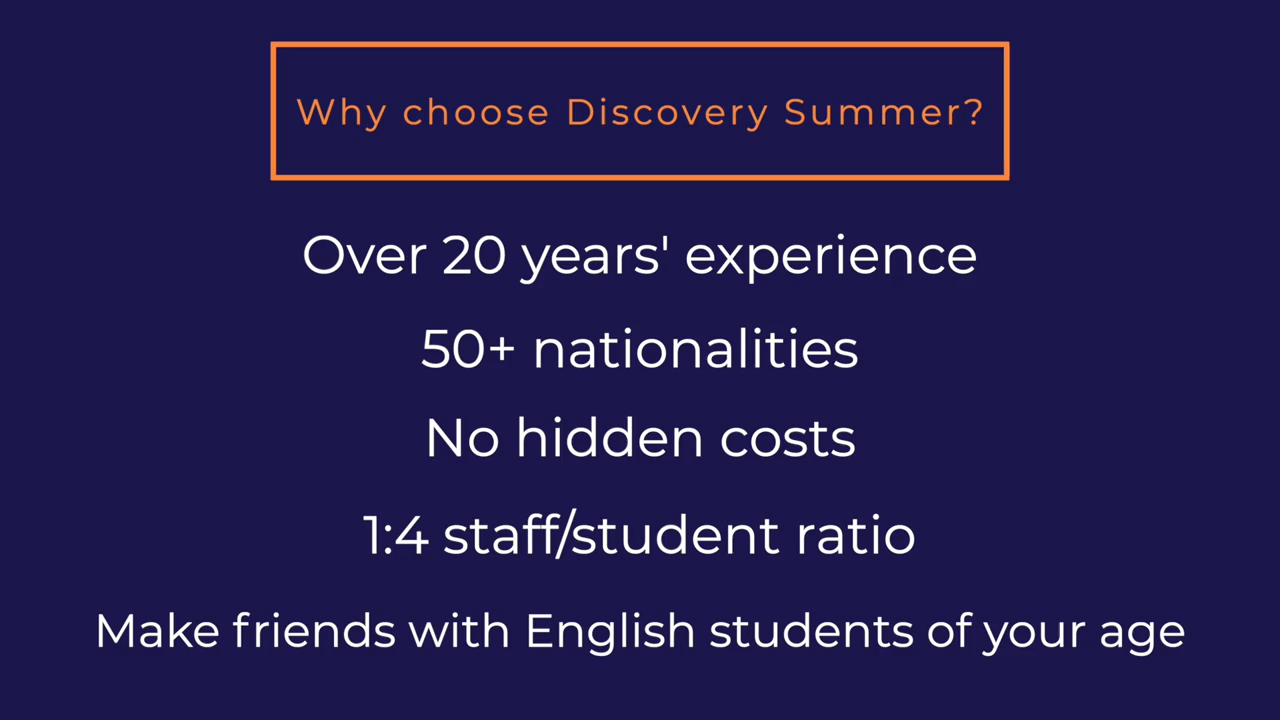 Why choose Discovery Summer?
Over 20 years' experience
50+ nationalities
No hidden costs
1:4 staff/student ratio
Make friends with English students of your age